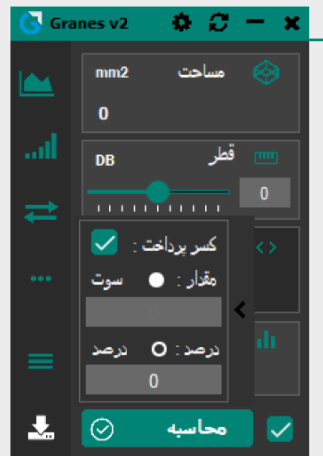 Granes v2
mm2 مساحت
0
DB قطر
0
کسر پرداخت :
مقدار : سوت
درصد : درصد
0
محاسبه